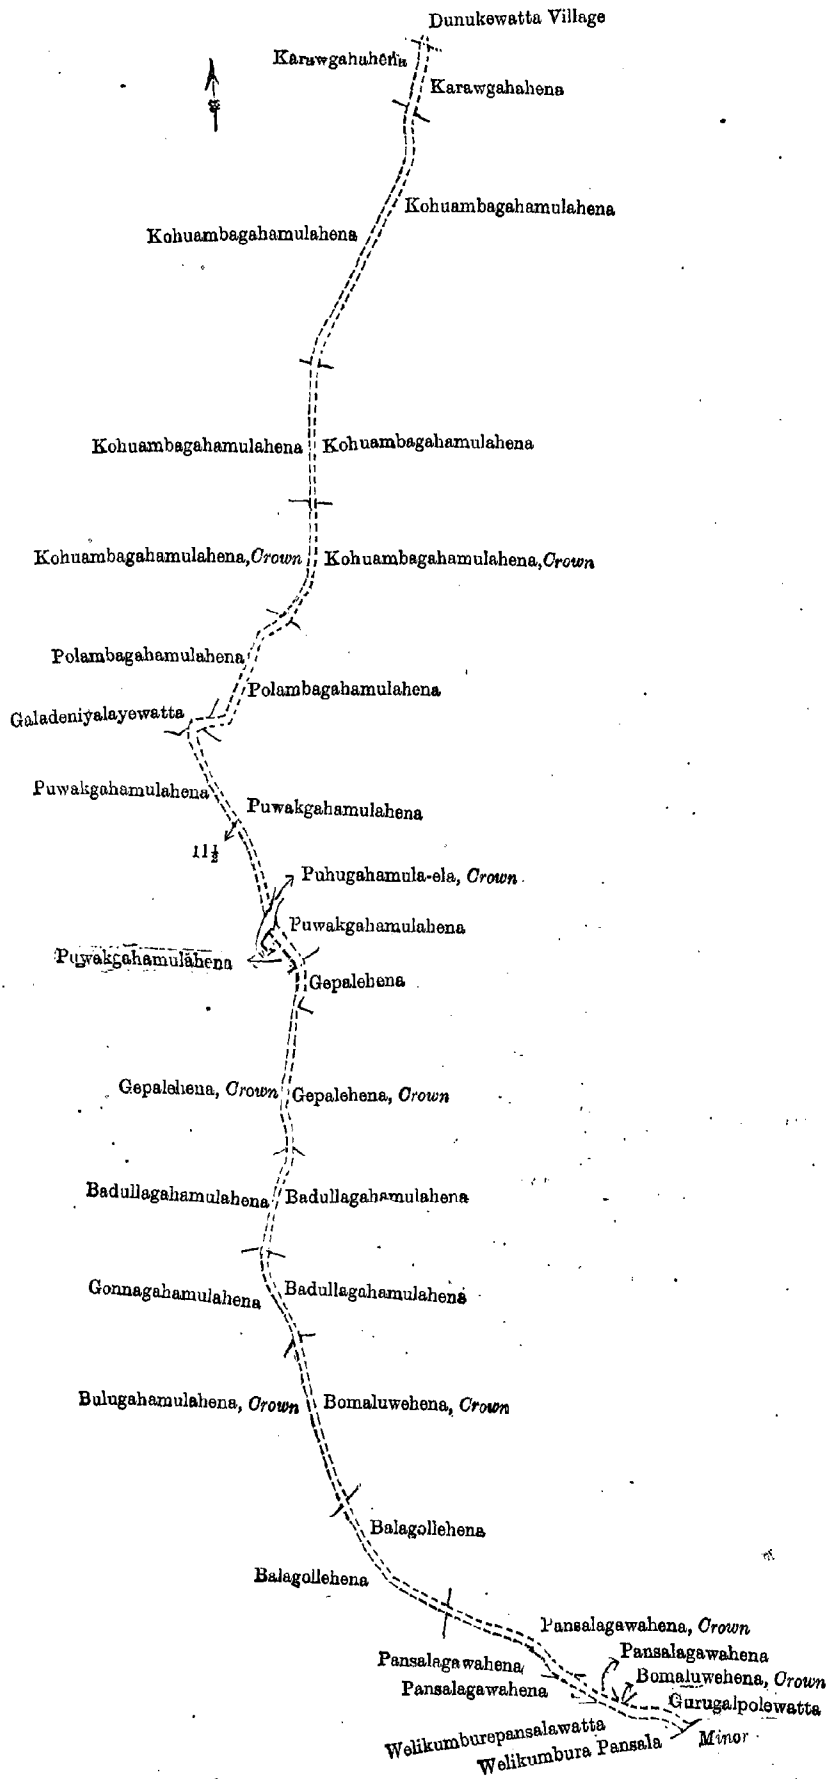 Dunukewatta Village
Karawgahahena
Karawgahahena
Kohuambagahamulahena
Kohuambagahamulahena
Kohuambagahamulahena Kohuambagahamulahena
Kohuambagahamulahena, Crown Kohuambagahamulahena, Crown
Polambagahamulahena
Polambagahamulahena
Galadeniyalayewatta
Puwakgahamulahena
Puwakgahamulahena
11½
Puhugahamula-ela, Crown
Puwakgahamulahena
Puwakgahamulahena
Gepalehena
Gepalehena, Crown Gepalehena, Crown
Badullagahamulahena Badullagahamulahena
Gonnagahamulahena Badullagahamulahena
Bulugahamulahena, Crown Bomaluwehena, Crown
Balagollehena
Balagollehena
Pansalagawahena, Crown
Pansalagawahena
Pansalagawahena
Bomaluwehena, Crown
Pansalagawahena
Gurugalpolewatta
Welikumburepansalawatta
Minor
Welikumbura Pansala